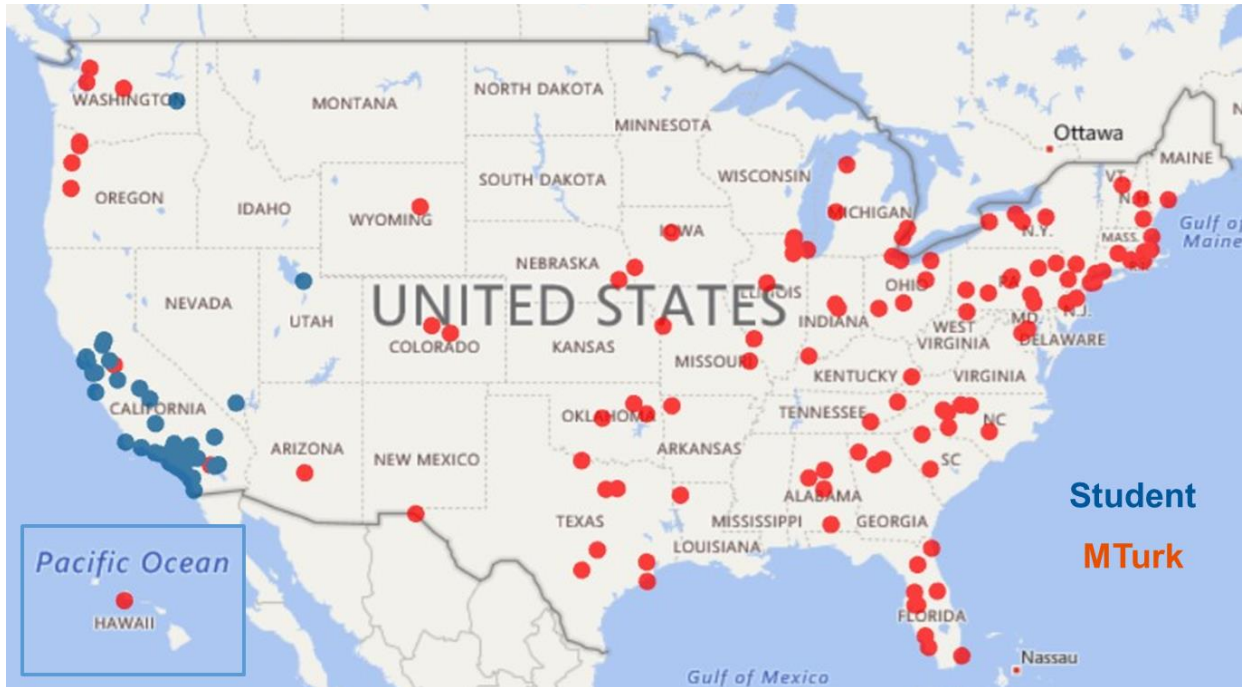 NORTH DAKOTA
WASHINGTON
MONTANA
MINNESOTA
Ottawa
MAINE
WISCONSIN
SOUTH DAKOTA
VT.
OREGON
IDAHO
WYOMING
MICHIGAN
N.H.
N.Y.
Gulf of
Maine
IOWA
MASS.
NEBRASKA
NEVADA
UTAH
UNITED STATES
ILLINOIS
INDIANA
OHIO
PA.
N.J.
MD.
COLORADO
KANSAS
MISSOURI
WEST
VIRGINIA
DELAWARE
KENTUCKY
VIRGINIA
CALIFORNIA
OKLAHOMA
TENNESSEE
NC
ARIZONA
NEW MEXICO
ARKANSAS
SC
ALABAMA
Student
TEXAS
MISSISSIPPI
GEORGIA
LOUISIANA
MTurk
Pacific Ocean
HAWAII
FLORIDA
Nassau
Gulf of Mexico